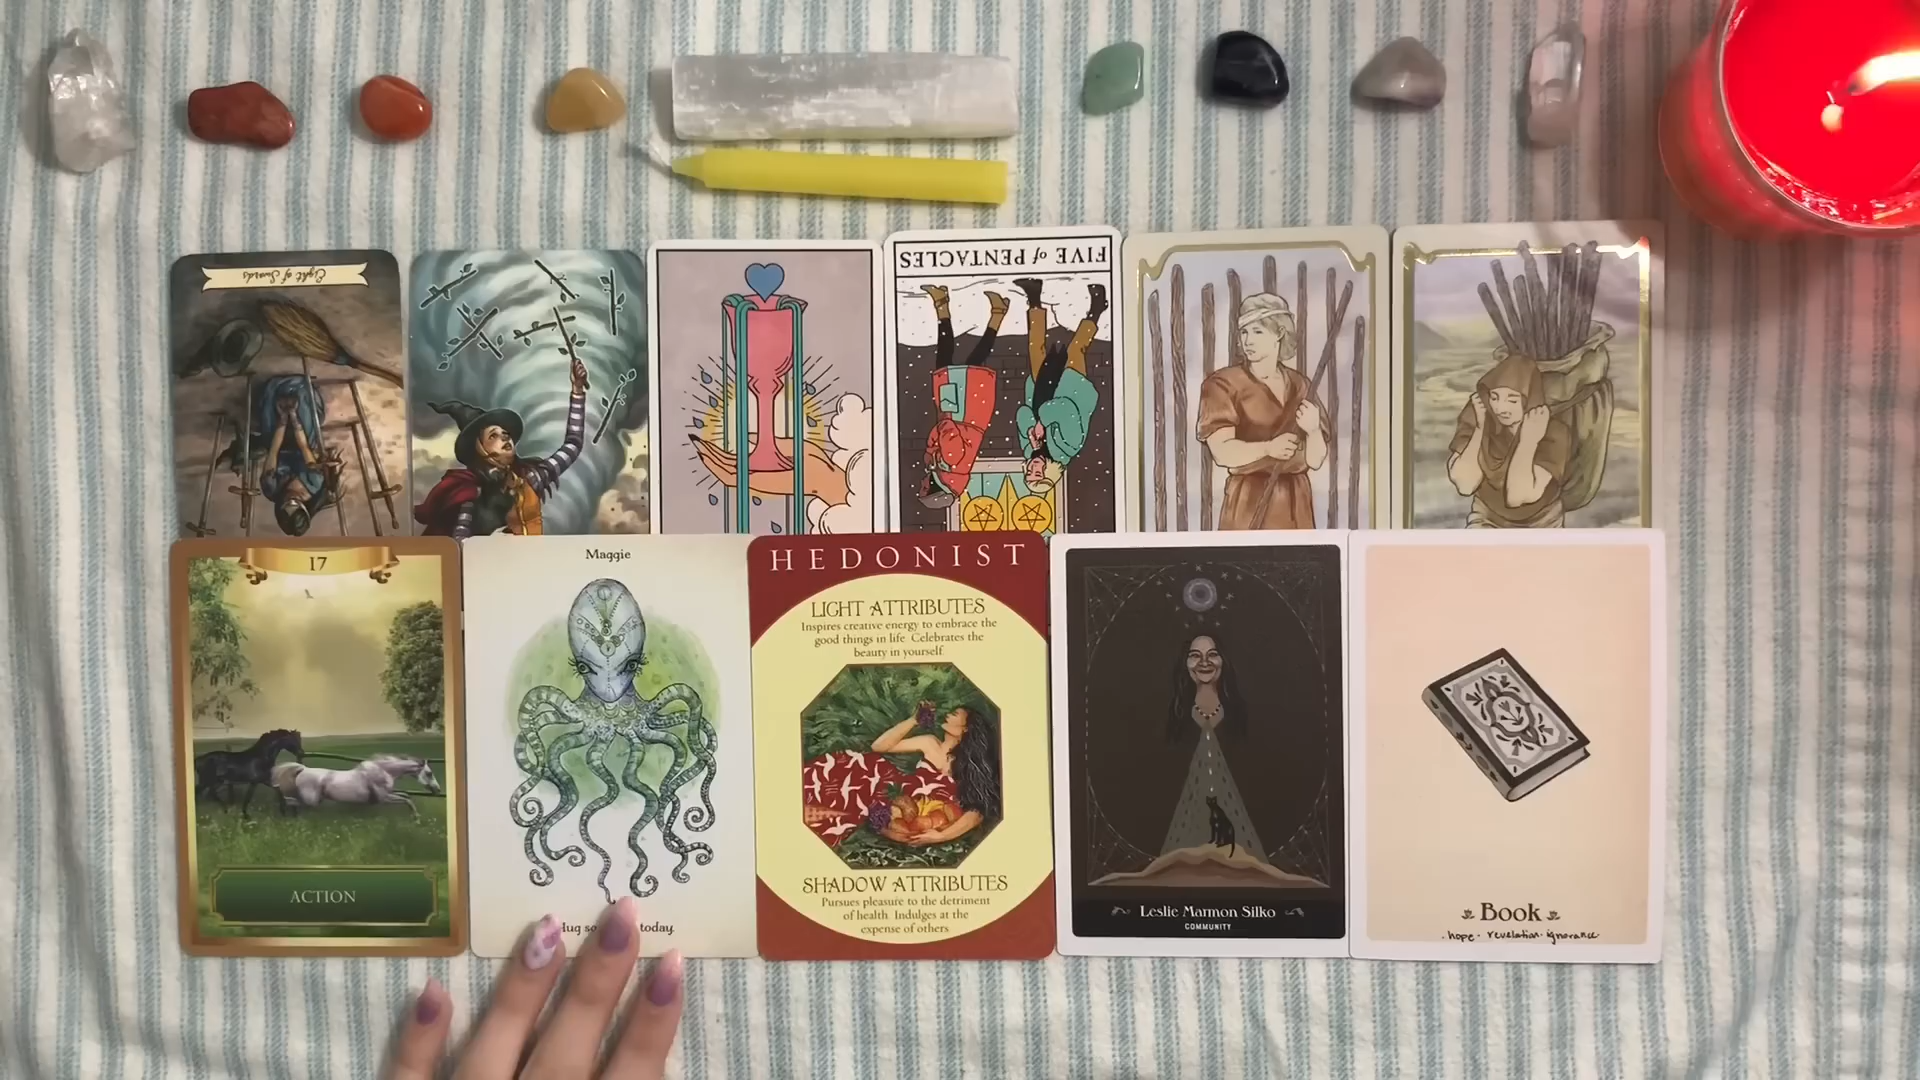 Eight of Swords
FIVE of PENTACLES
17
ACTION
Maggie
Hug so today.
HEDONIST
LIGHT ATTRIBUTES
Inspires creative energy to embrace the
good things in life. Celebrates the
beauty in yourself.
SHADOW ATTRIBUTES
Pursues pleasure to the detriment
of health. Indulges at the
expense of others
Leslie Marmon Silko
COMMUNITY
Book
· hope · revelation · ignorance